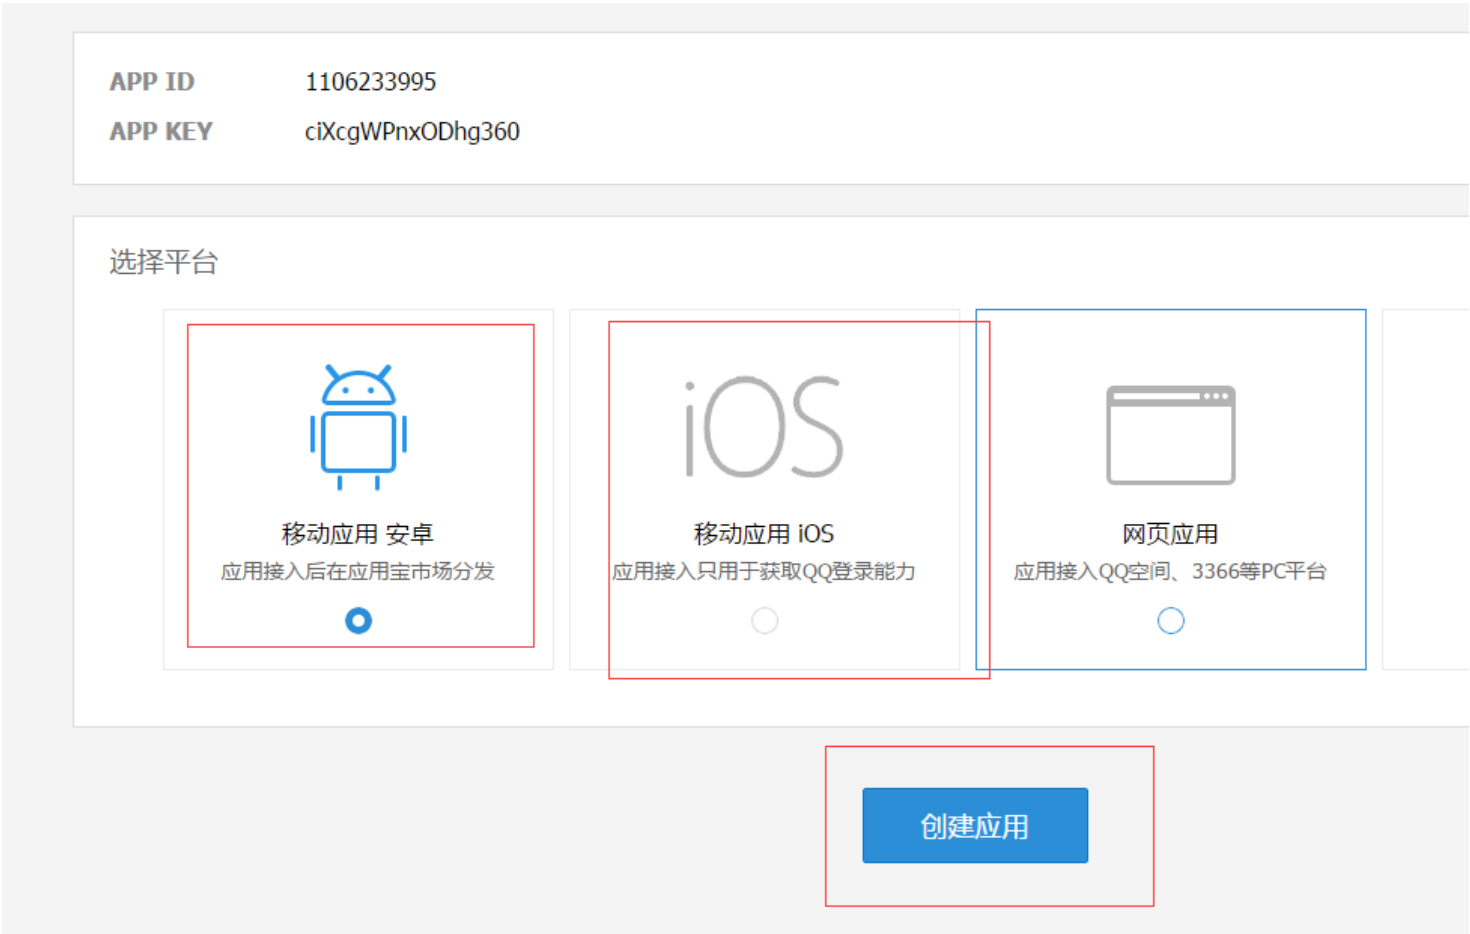 APP ID 1106233995
APP KEY ciXcgWPnxODhg360
选择平台
iOS
移动应用 安卓 移动应用 iOS 网页应用
应用接入后在应用宝市场分发 应用接入只用于获取QQ登录能力 应用接入QQ空间、3366等PC平台
创建应用